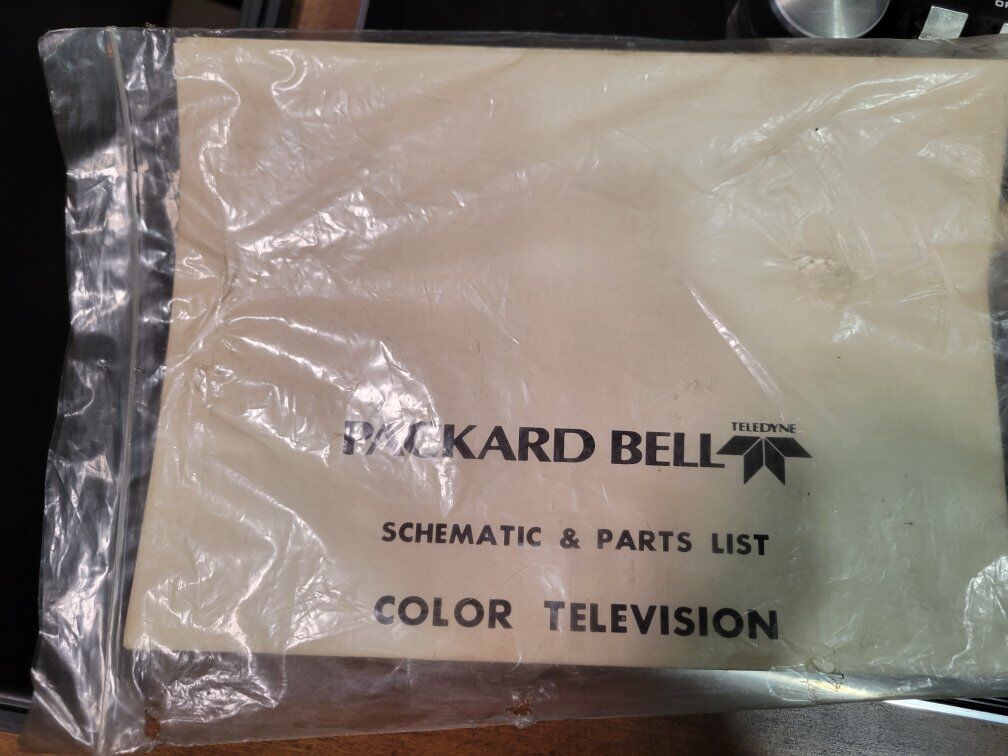 PACKARD BELL
TELEDYNE
SCHEMATIC & PARTS LIST
COLOR TELEVISION